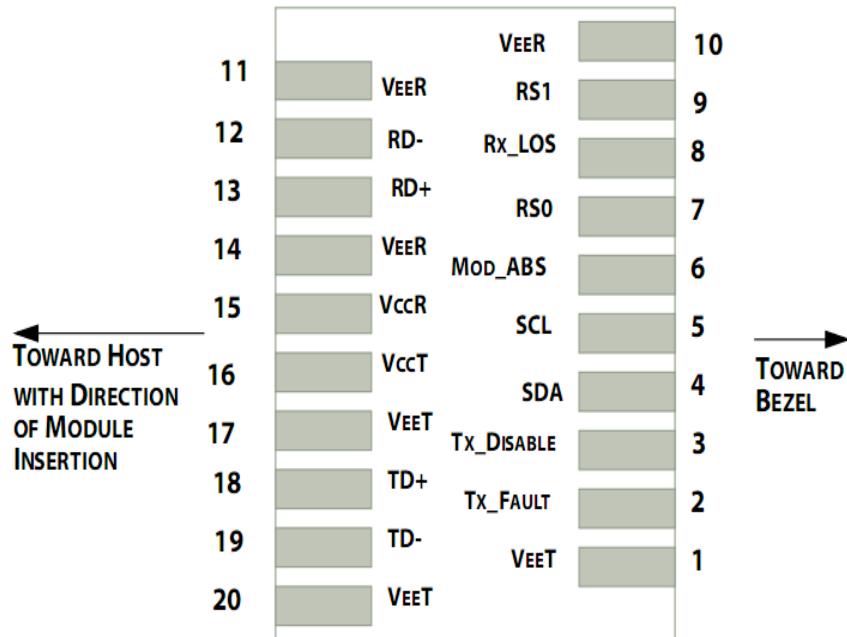 VEER 10
11 VEER
RS1 9
12 RD-
Rx_LOS 8
13 RD+
RS0 7
14 VEER
MOD_ABS 6
15 VCCR
SCL 5
16 VCCT
SDA 4
17 VEET
TX_DISABLE 3
18 TD+
TX_FAULT 2
19 TD-
VEET 1
20 VEET
TOWARD HOST
WITH DIRECTION
OF MODULE
INSERTION
TOWARD
BEZEL